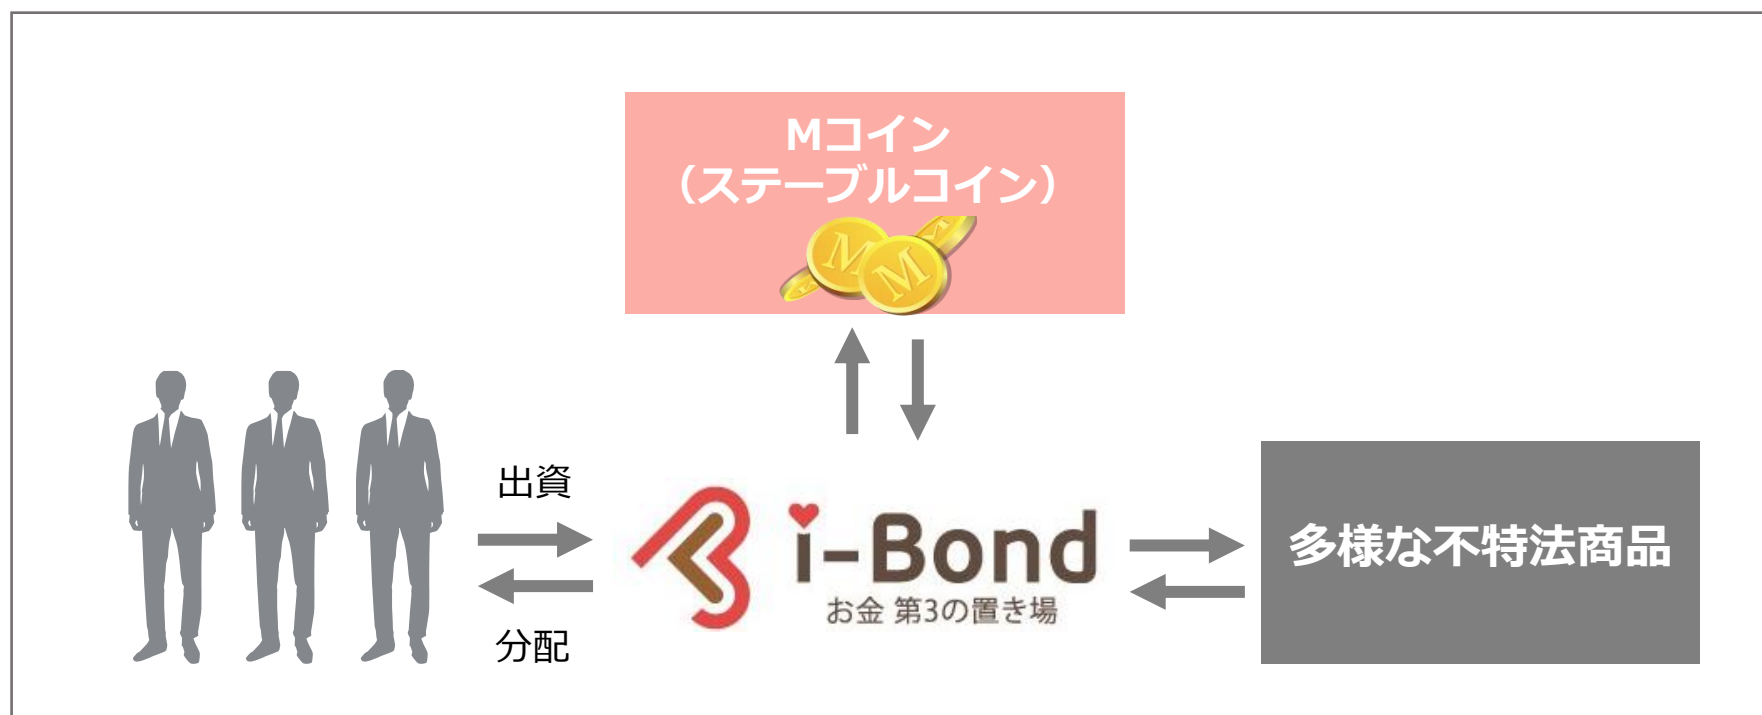 Mコイン
（ステーブルコイン）
M
M
出資
i-Bond
お金 第3の置き場
多様な不特法商品
分配